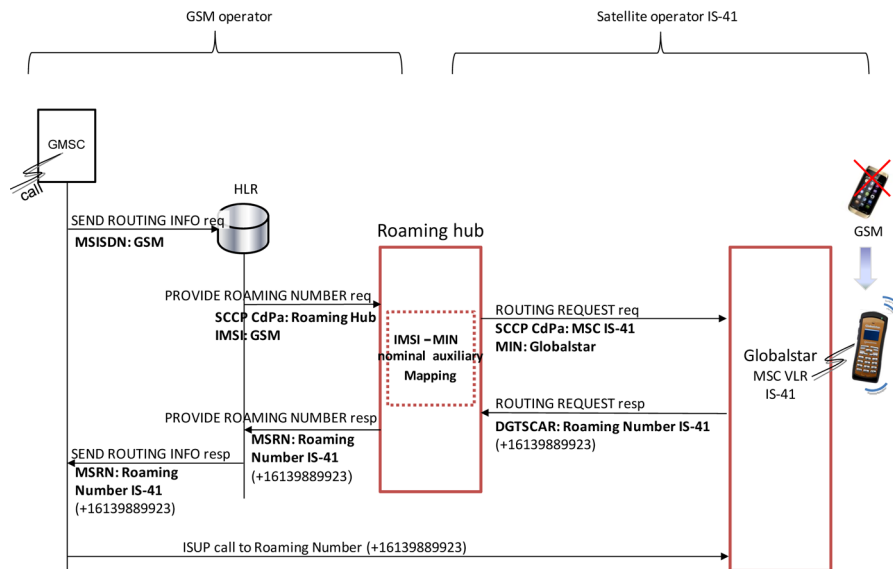 GSM operator
Satellite operator IS-41
GMSC
call
HLR
SEND ROUTING INFO req
MSISDN: GSM
Roaming hub
GSM
PROVIDE ROAMING NUMBER req
SCCP CdPa: Roaming Hub
IMSI: GSM
ROUTING REQUEST req
SCCP CdPa: MSC IS-41
MIN: Globalstar
IMSI – MIN
nominal auxiliary
Mapping
Globalstar
MSC VLR
IS-41
ROUTING REQUEST resp
DGTSCAR: Roaming Number IS-41
(+16139889923)
PROVIDE ROAMING NUMBER resp
MSRN: Roaming
Number IS-41
(+16139889923)
SEND ROUTING INFO resp
MSRN: Roaming
Number IS-41
(+16139889923)
ISUP call to Roaming Number (+16139889923)